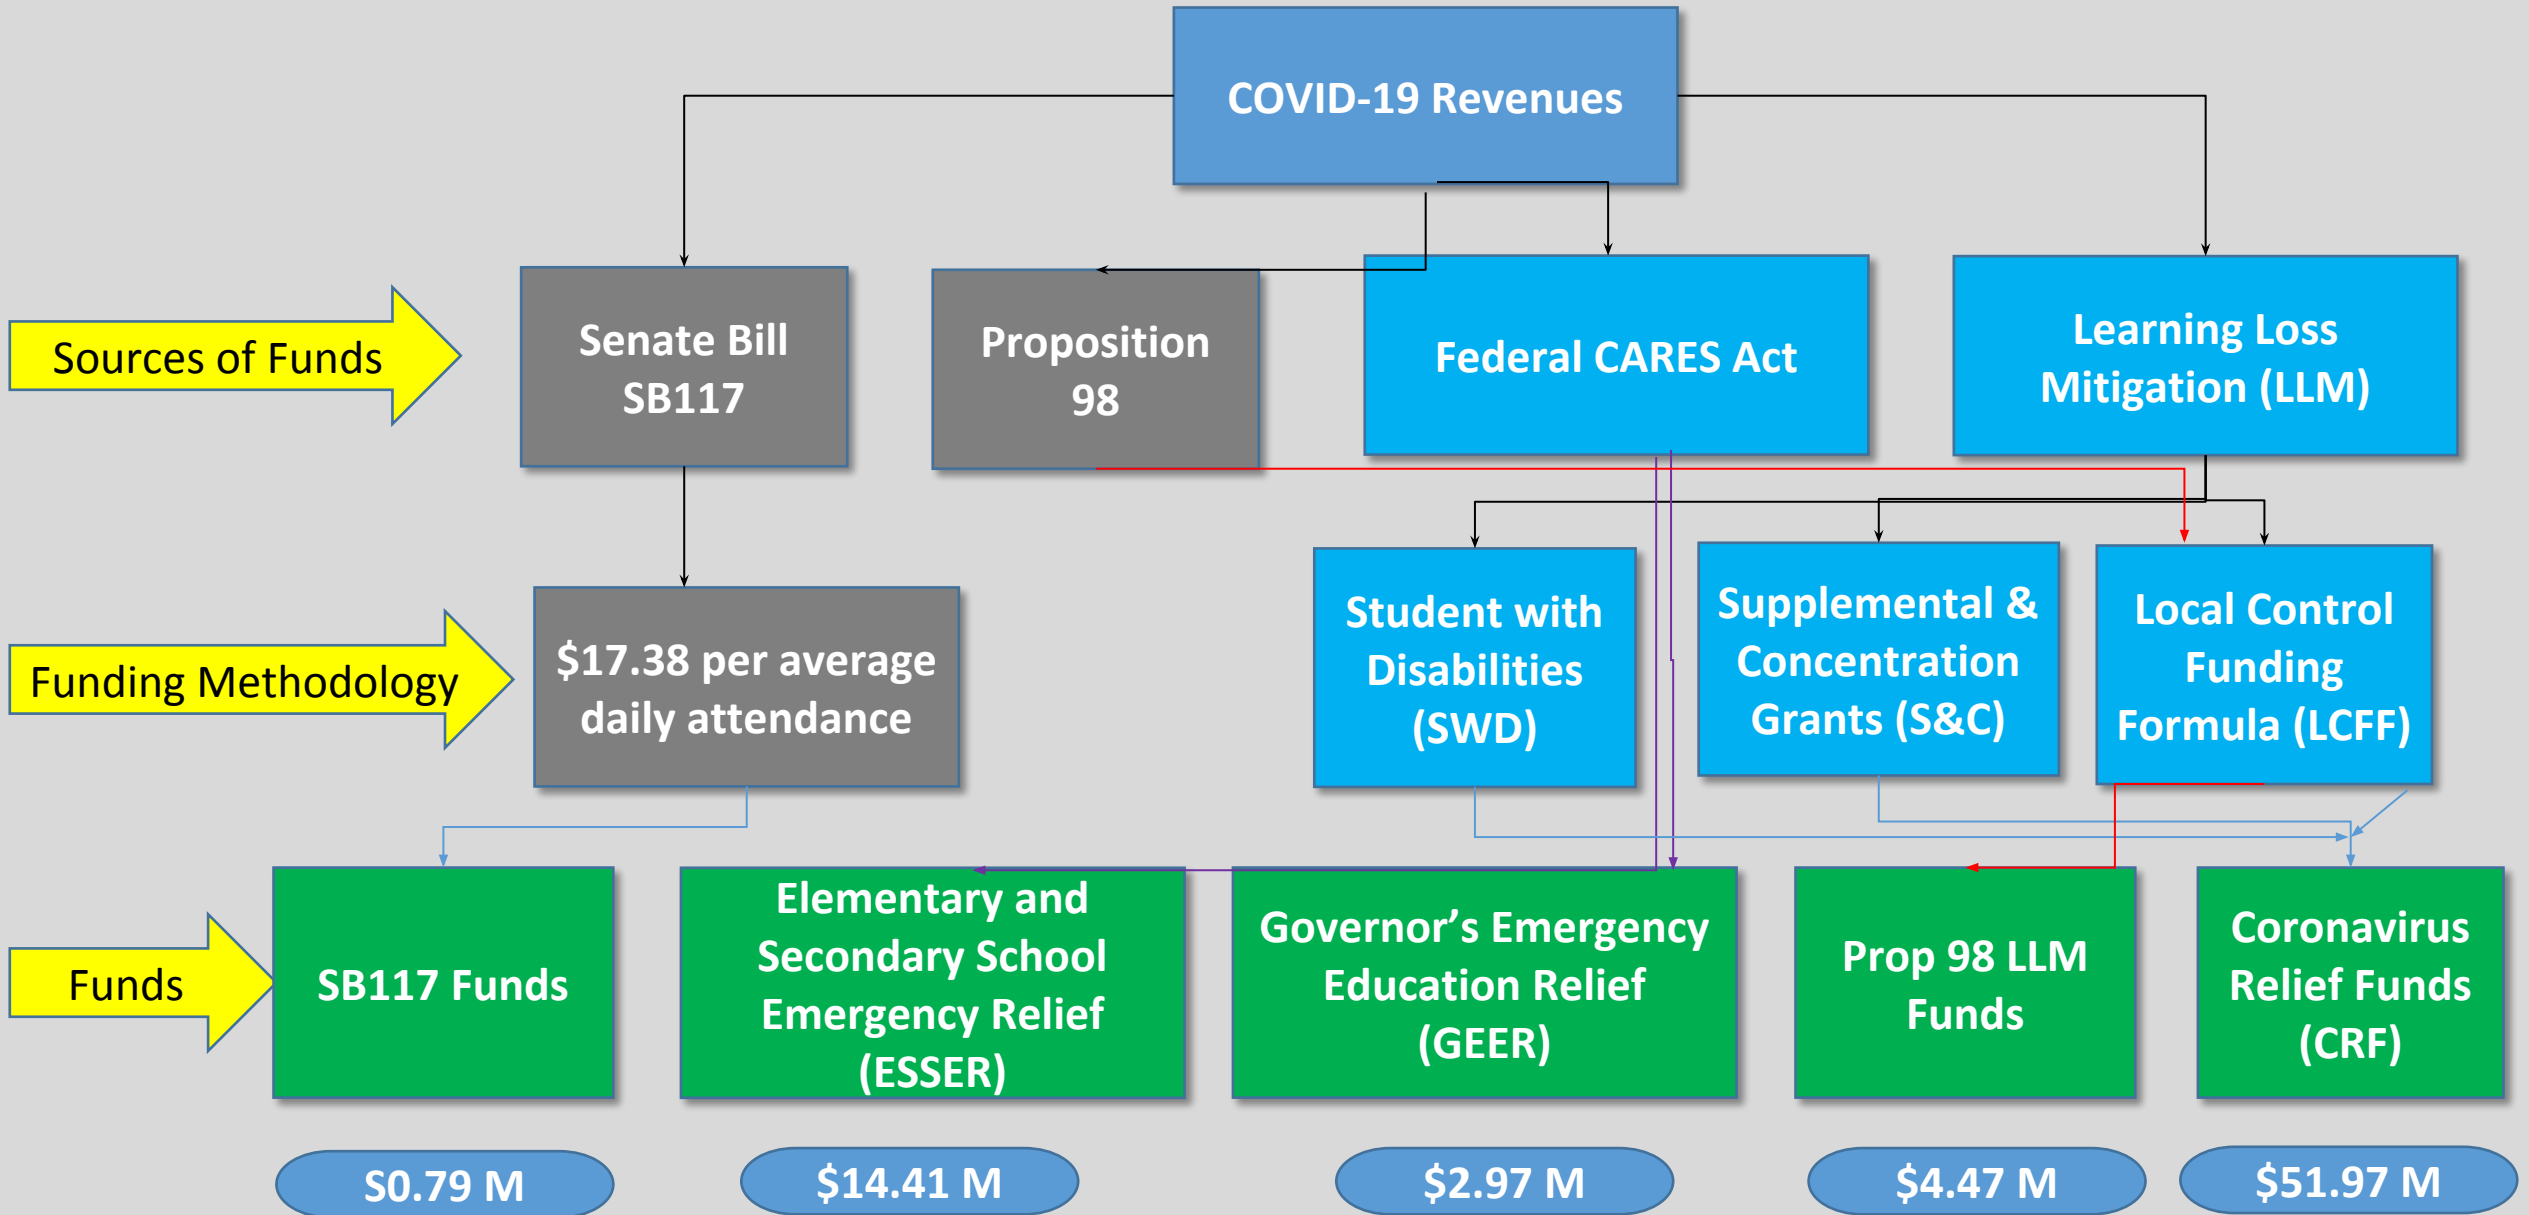 COVID-19 Revenues
Sources of Funds
Senate Bill
SB117
Proposition
98
Federal CARES Act
Learning Loss
Mitigation (LLM)
Funding Methodology
$17.38 per average
daily attendance
Student with
Disabilities
(SWD)
Supplemental &
Concentration
Grants (S&C)
Local Control
Funding
Formula (LCFF)
Funds
SB117 Funds
Elementary and
Secondary School
Emergency Relief
(ESSER)
Governor’s Emergency
Education Relief
(GEER)
Prop 98 LLM
Funds
Coronavirus
Relief Funds
(CRF)
S0.79 M
$14.41 M
$2.97 M
$4.47 M
$51.97 M